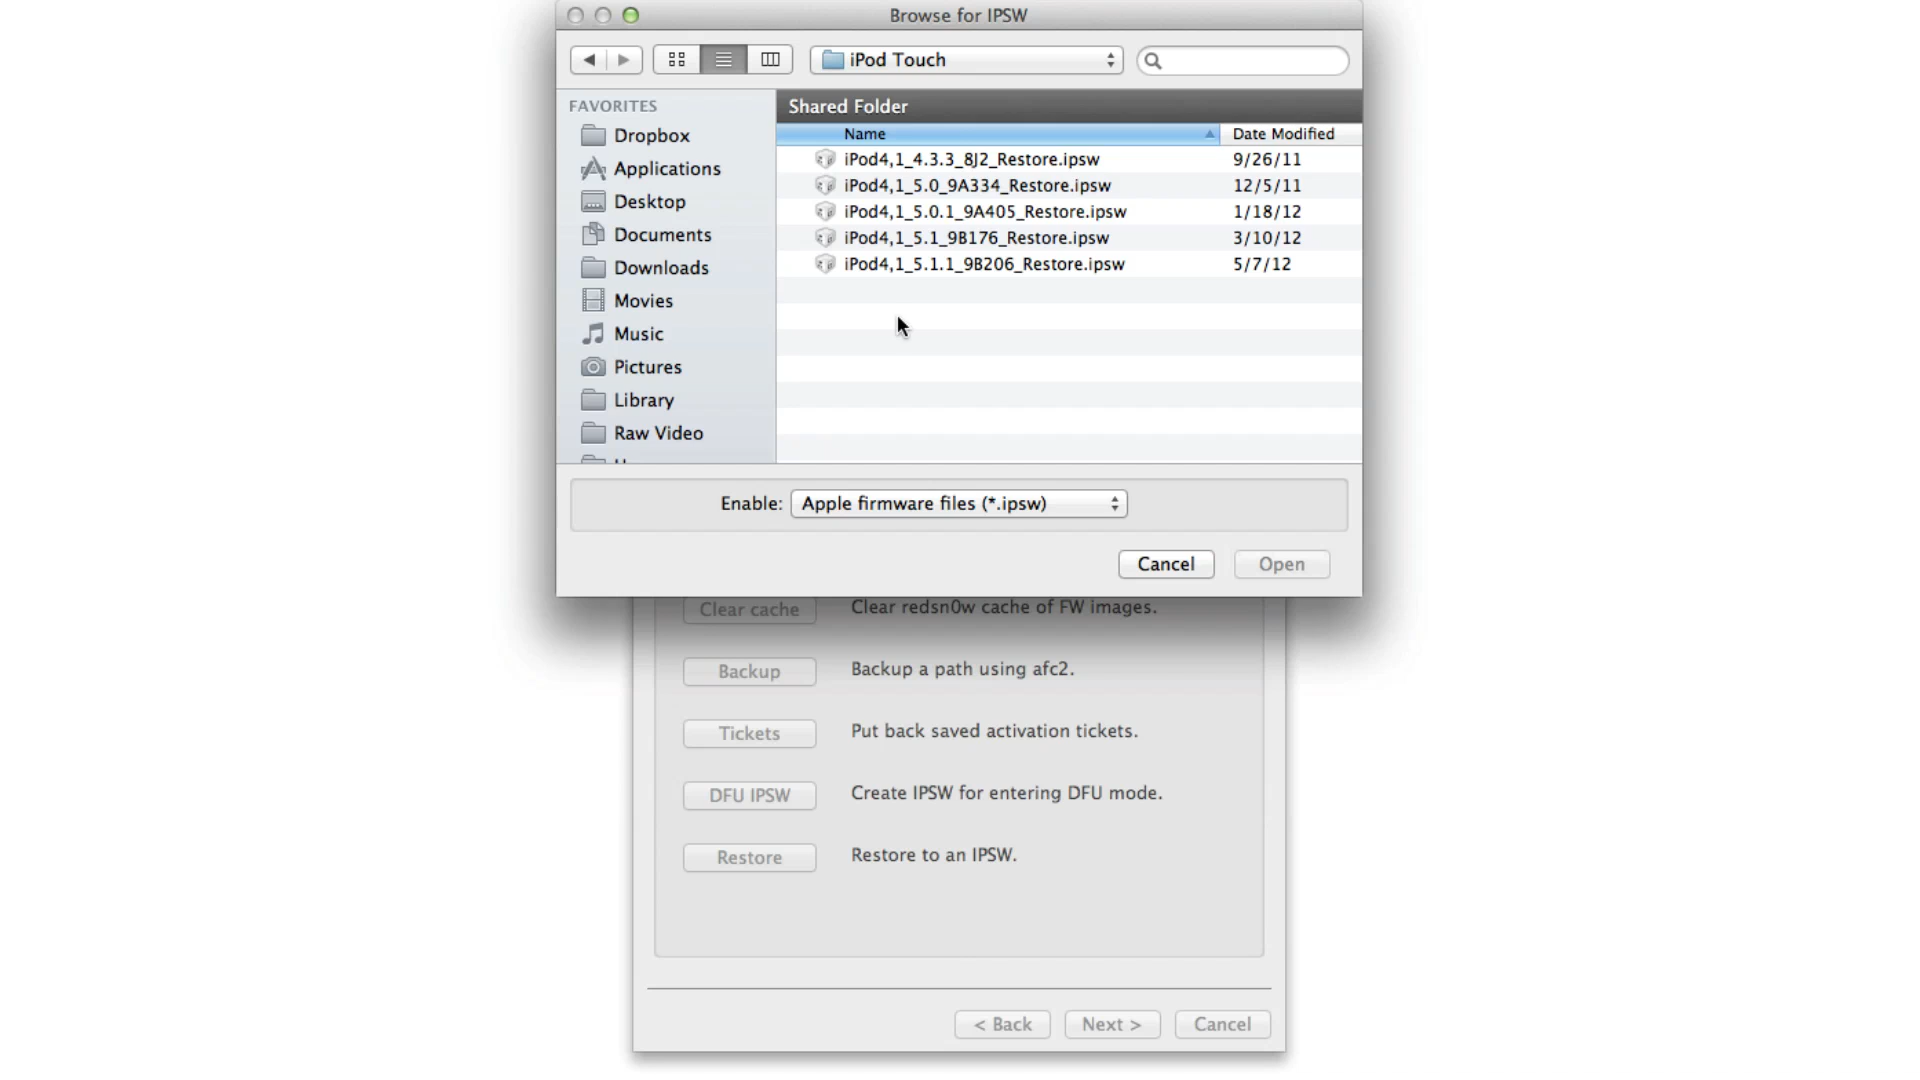 Browse for IPSW
iPod Touch
FAVORITES
Dropbox
Applications
Desktop
Documents
Downloads
Movies
Music
Pictures
Library
Raw Video
Shared Folder
Name Date Modified
iPod4,1_4.3.3_8J2_Restore.ipsw 9/26/11
iPod4,1_5.0_9A334_Restore.ipsw 12/5/11
iPod4,1_5.0.1_9A405_Restore.ipsw 1/18/12
iPod4,1_5.1_9B176_Restore.ipsw 3/10/12
iPod4,1_5.1.1_9B206_Restore.ipsw 5/7/12
Enable: Apple firmware files (*.ipsw)
Cancel Open
Clear cache Clear redsn0w cache of FW images.
Backup Backup a path using afc2.
Tickets Put back saved activation tickets.
DFU IPSW Create IPSW for entering DFU mode.
Restore Restore to an IPSW.
< Back Next > Cancel